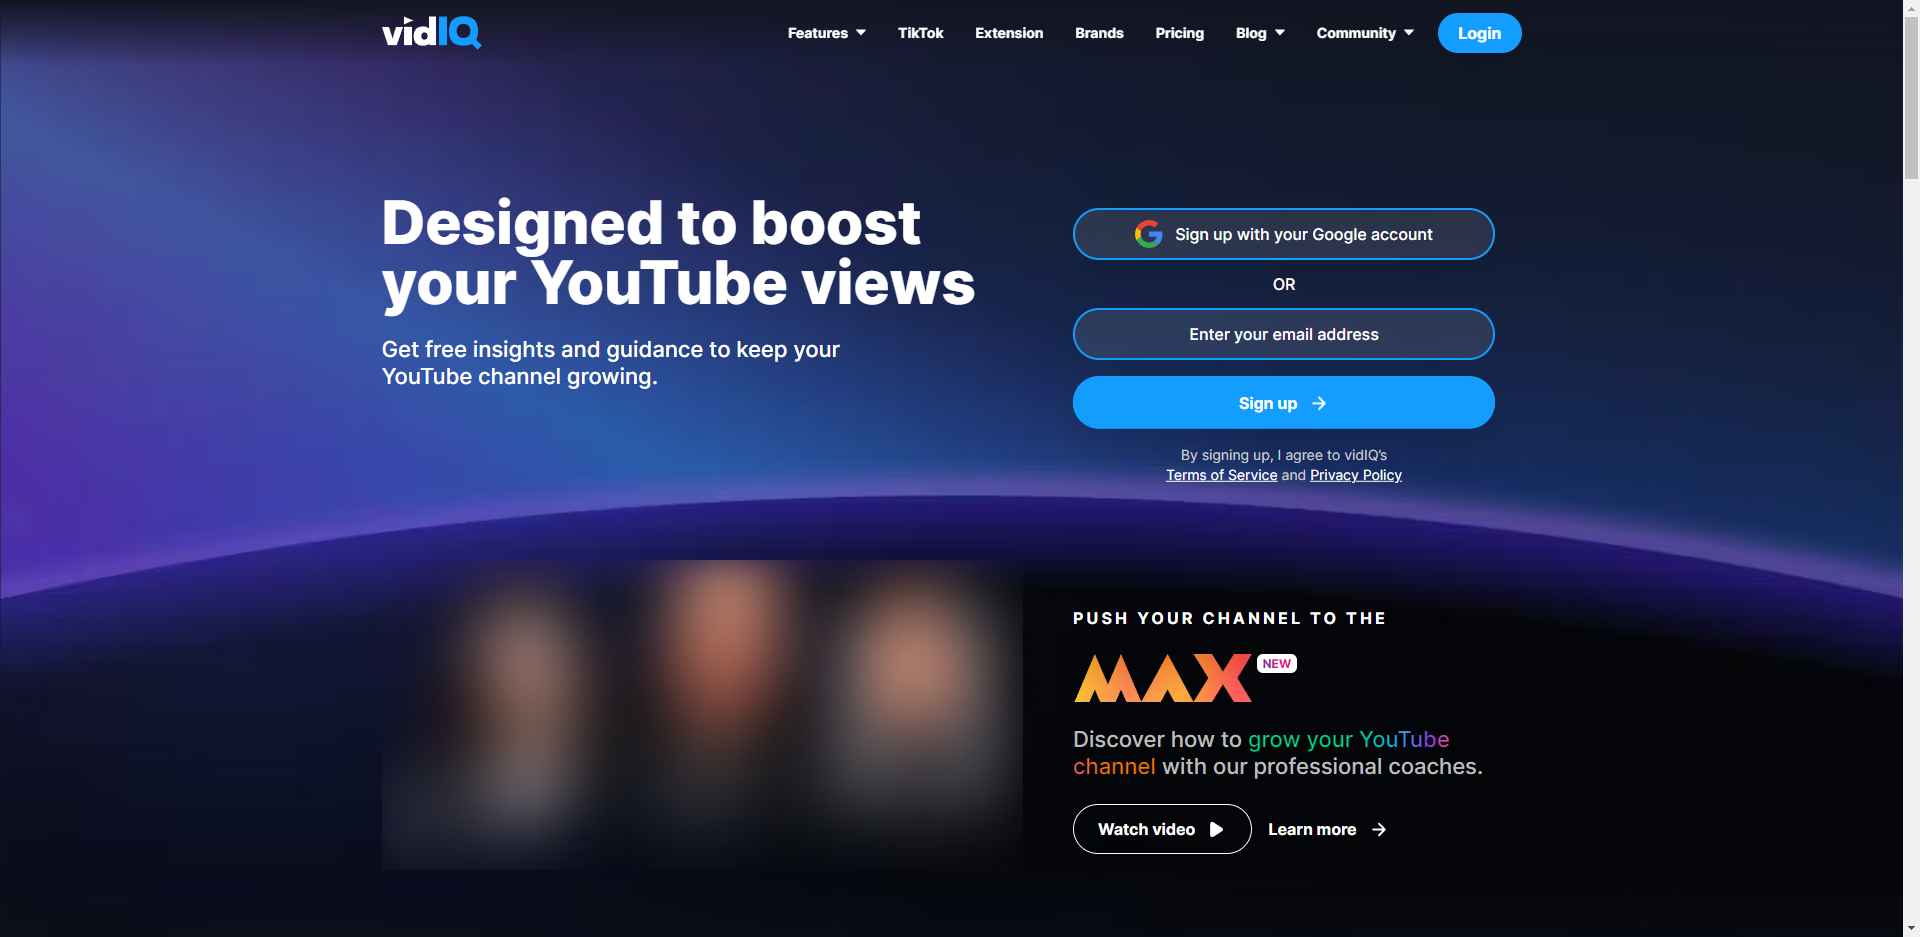 vidIQ
Features
TikTok
Extension
Brands
Pricing
Blog
Community
Login
Designed to boost
your YouTube views
Get free insights and guidance to keep your
YouTube channel growing.
Sign up with your Google account
OR
Enter your email address
Sign up
By signing up, I agree to vidIQ's
Terms of Service and Privacy Policy
PUSH YOUR CHANNEL TO THE
MAX NEW
Discover how to grow your YouTube
channel with our professional coaches.
Watch video
Learn more